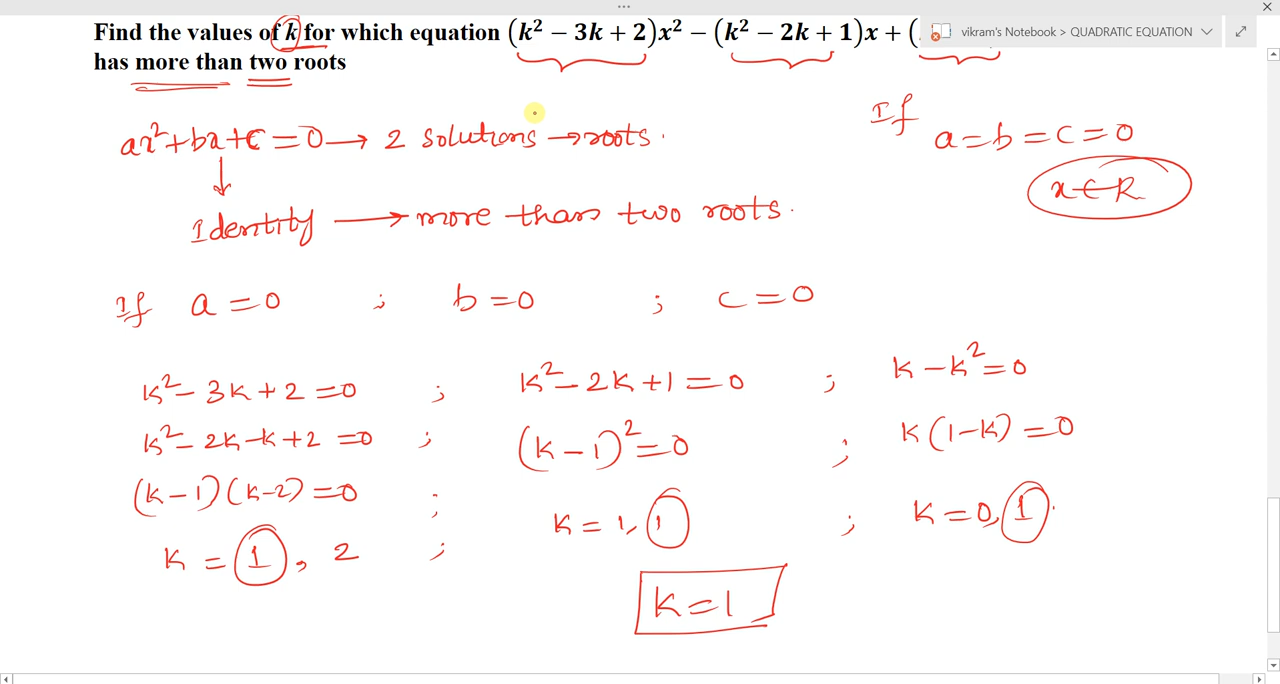 Find the values of k for which equation (k² − 3k + 2)x² − (k² − 2k + 1)x + (
vikram's Notebook > QUADRATIC EQUATION
has more than two roots
If
ax²+bx+c=0 → 2 solutions → roots.
a=b=c=0
x∈R
Identity → more than two roots.
If a=0 ; b=0 ; c=0
k²−3k+2=0 ; k²−2k+1=0 ; k−k²=0
k²−2k−k+2=0 ; (k−1)²=0 ; k(1−k)=0
(k−1)(k−2)=0 ;
k=1,1 ; k=0,1.
k=1,2 ;
k=1